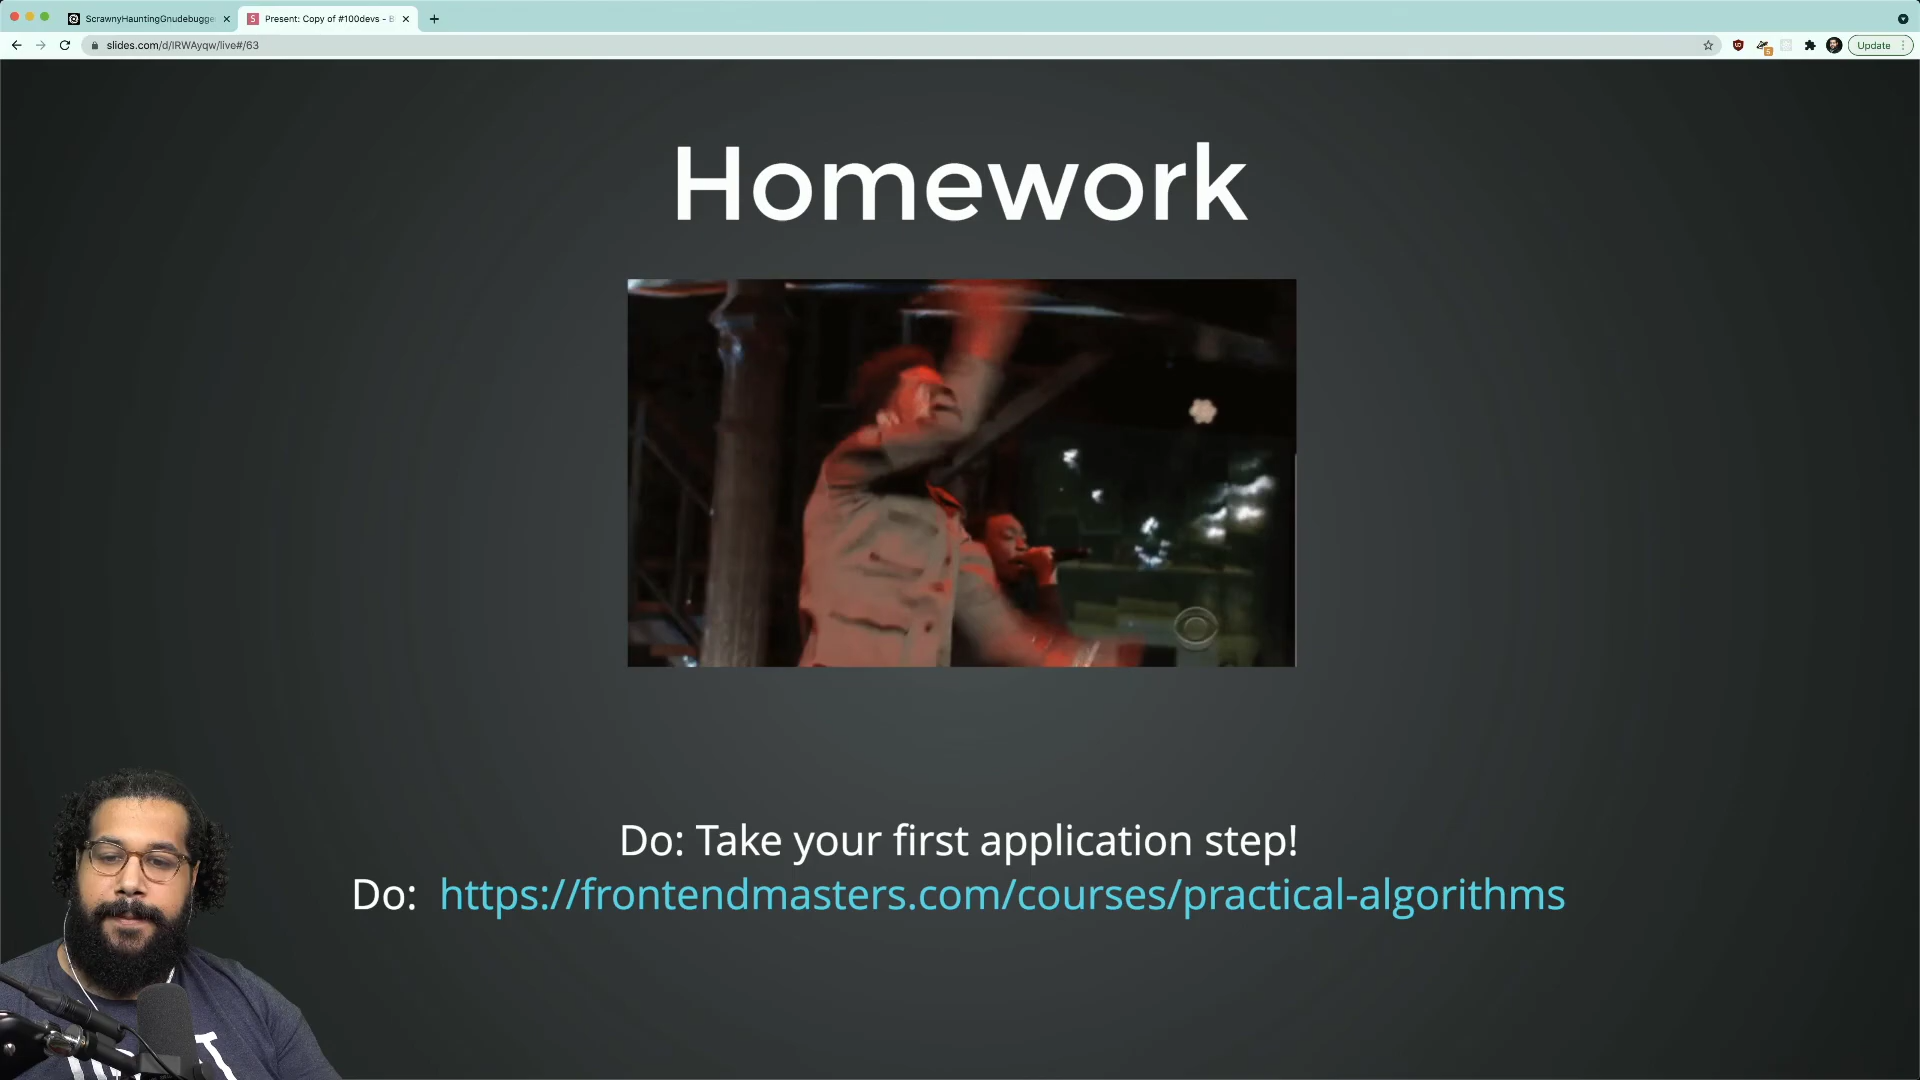 ScrawnyHauntingGnudebugge
Present: Copy of #100devs - E
slides.com/d/IRWAyqw/live#/63
Update
Homework
Do: Take your first application step!
Do: https://frontendmasters.com/courses/practical-algorithms